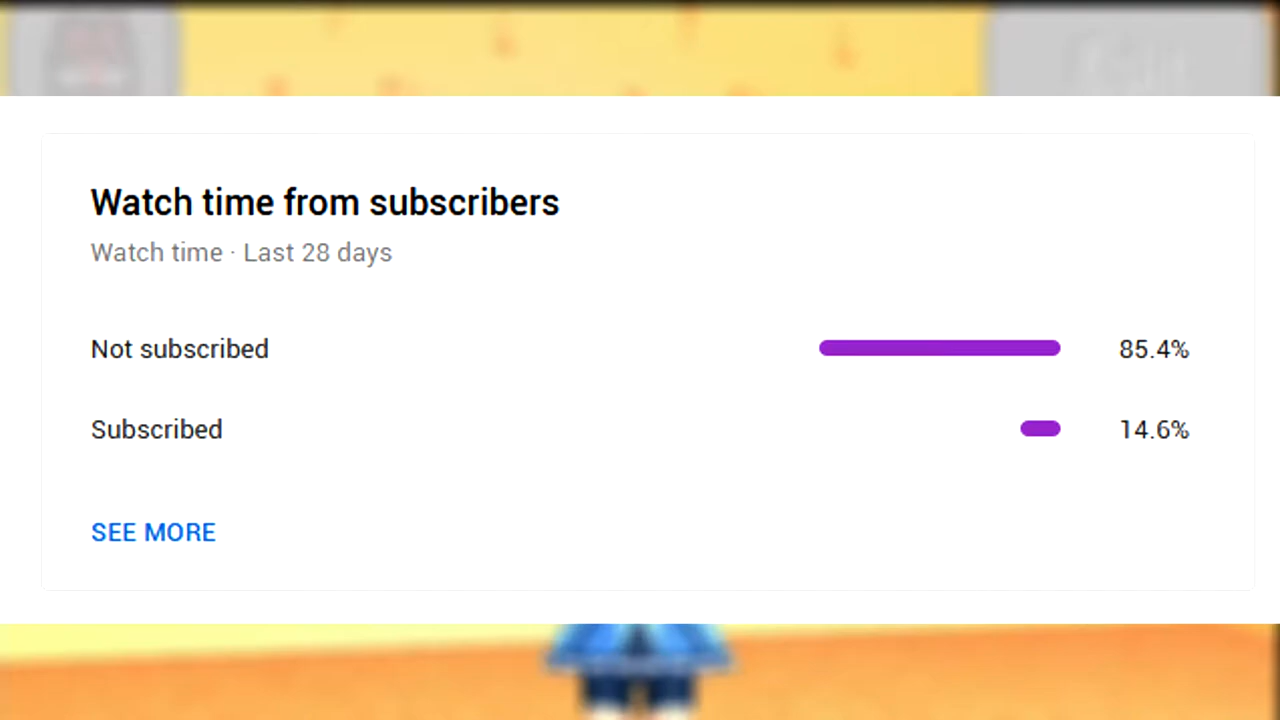 Watch time from subscribers
Watch time · Last 28 days
Not subscribed 85.4%
Subscribed 14.6%
SEE MORE